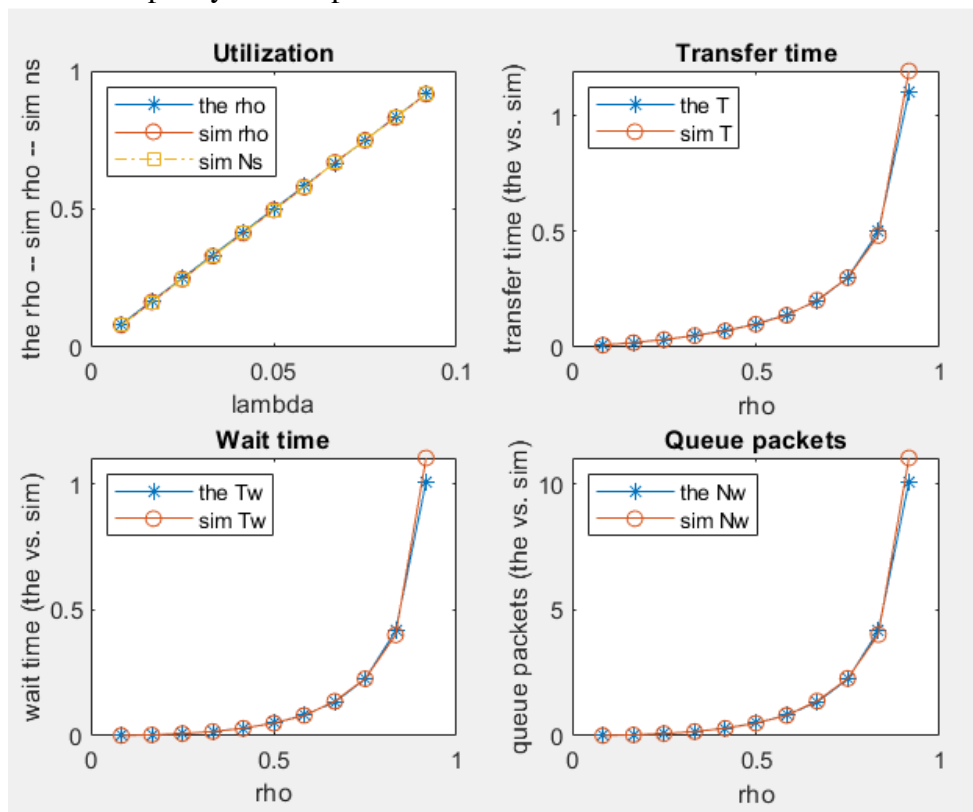 Utilization
the rho -- sim rho -- sim ns
1
0.5
0
the rho
sim rho
sim Ns
0
0.05
0.1
lambda
Transfer time
transfer time (the vs. sim)
1
0.5
0
the T
sim T
0
0.5
1
rho
Wait time
wait time (the vs. sim)
1
0.5
0
the Tw
sim Tw
0
0.5
1
rho
Queue packets
queue packets (the vs. sim)
10
5
0
the Nw
sim Nw
0
0.5
1
rho